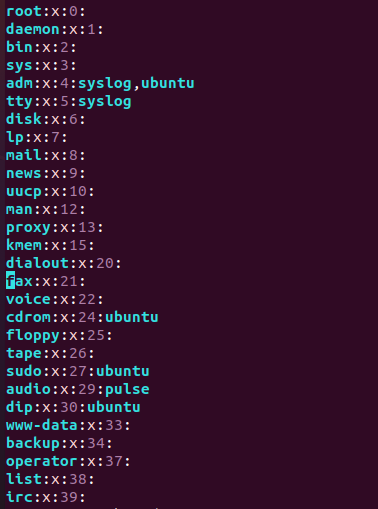 root:x:0:
daemon:x:1:
bin:x:2:
sys:x:3:
adm:x:4:syslog,ubuntu
tty:x:5:syslog
disk:x:6:
lp:x:7:
mail:x:8:
news:x:9:
uucp:x:10:
man:x:12:
proxy:x:13:
kmem:x:15:
dialout:x:20:
fax:x:21:
voice:x:22:
cdrom:x:24:ubuntu
floppy:x:25:
tape:x:26:
sudo:x:27:ubuntu
audio:x:29:pulse
dip:x:30:ubuntu
www-data:x:33:
backup:x:34:
operator:x:37:
list:x:38:
irc:x:39: